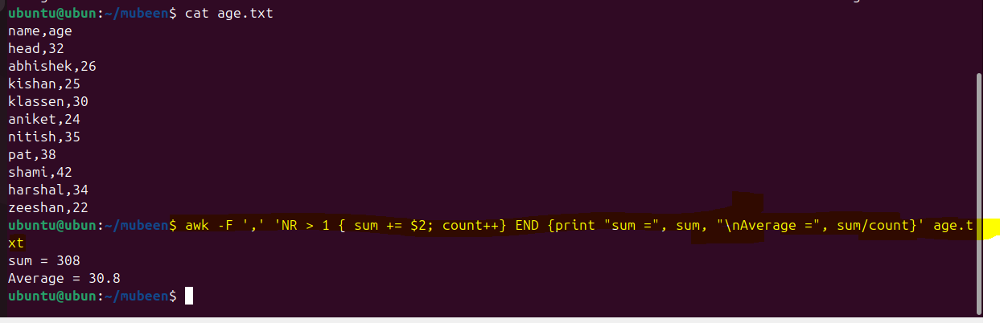 ubuntu@ubun:~/mubeen$ cat age.txt
name,age
head,32
abhishek,26
kishan,25
klassen,30
aniket,24
nitish,35
pat,38
shami,42
harshal,34
zeeshan,22
ubuntu@ubun:~/mubeen$ awk -F ',' 'NR > 1 { sum += $2; count++} END {print "sum =", sum, "\nAverage =", sum/count}' age.t
xt
sum = 308
Average = 30.8
ubuntu@ubun:~/mubeen$